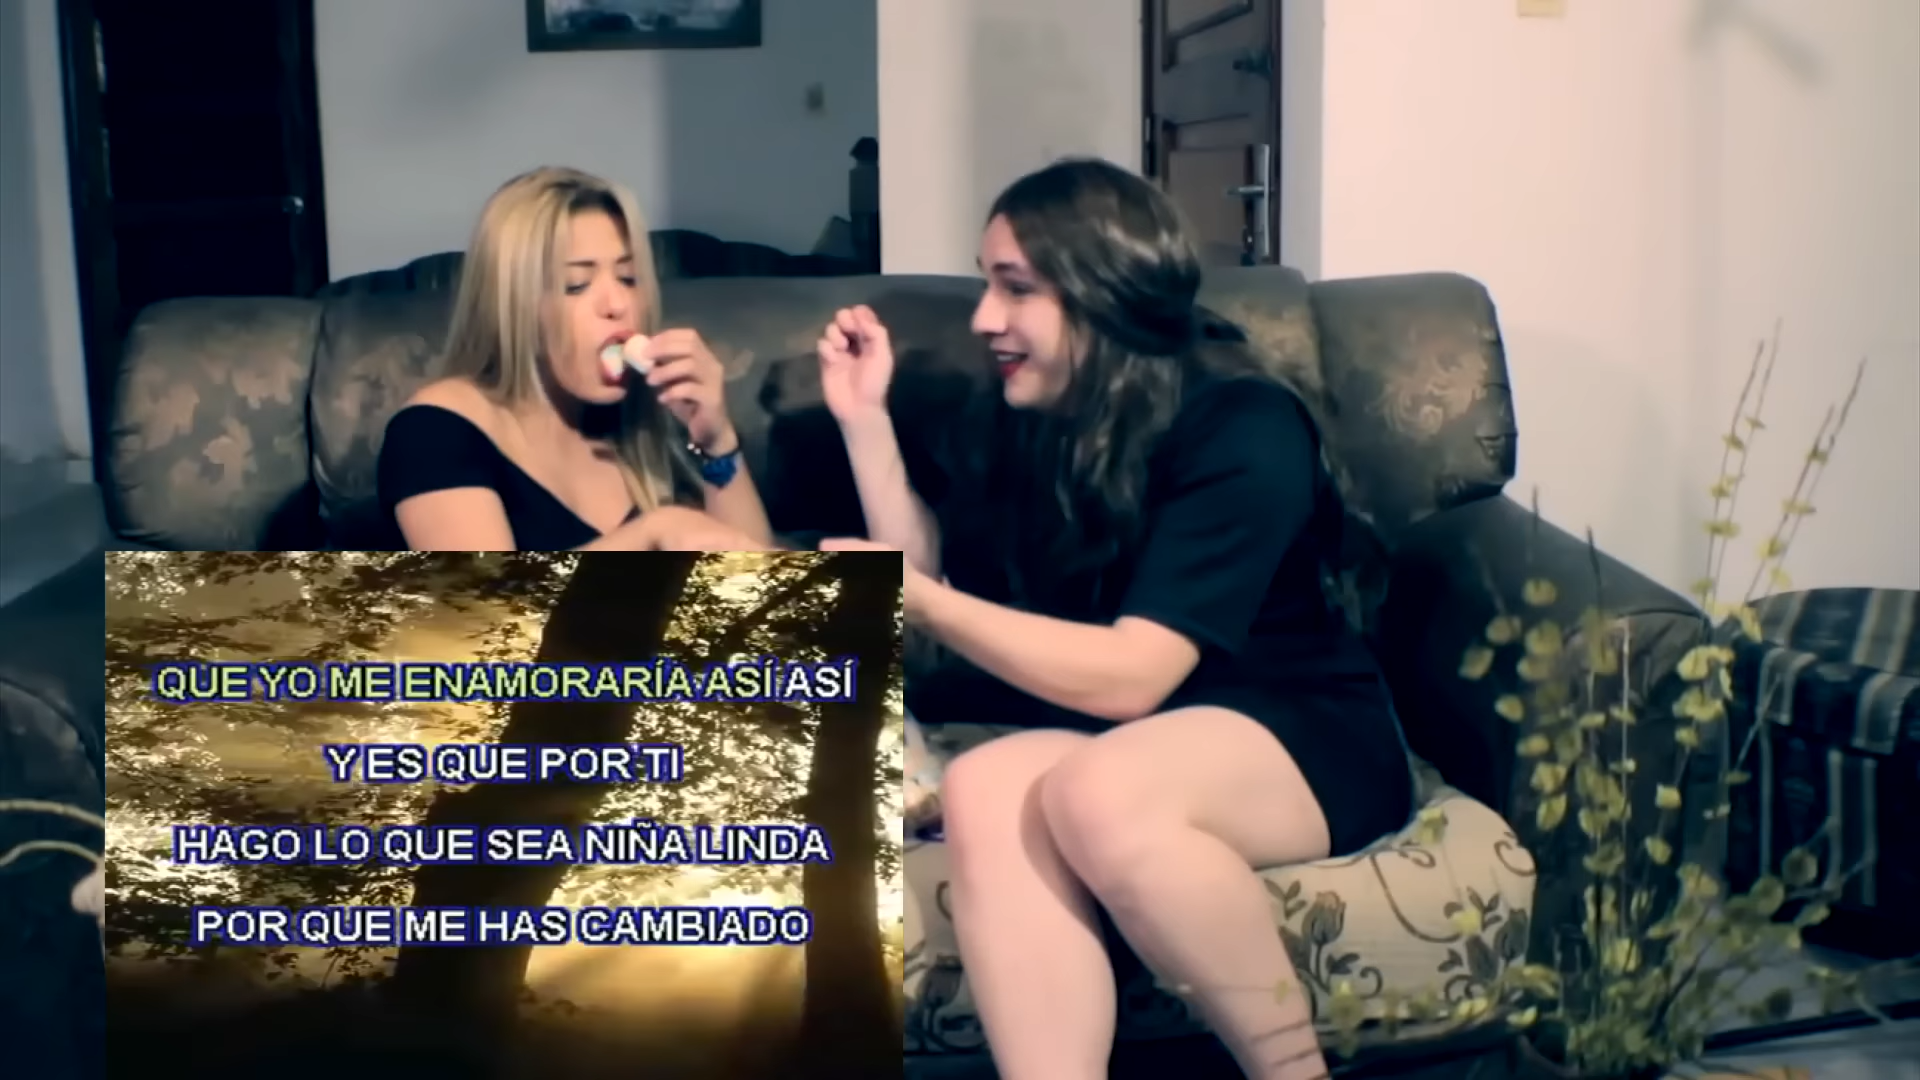 QUE YO ME ENAMORARÍA ASÍ ASÍ
Y ES QUE POR TI
HAGO LO QUE SEA NIÑA LINDA
POR QUE ME HAS CAMBIADO